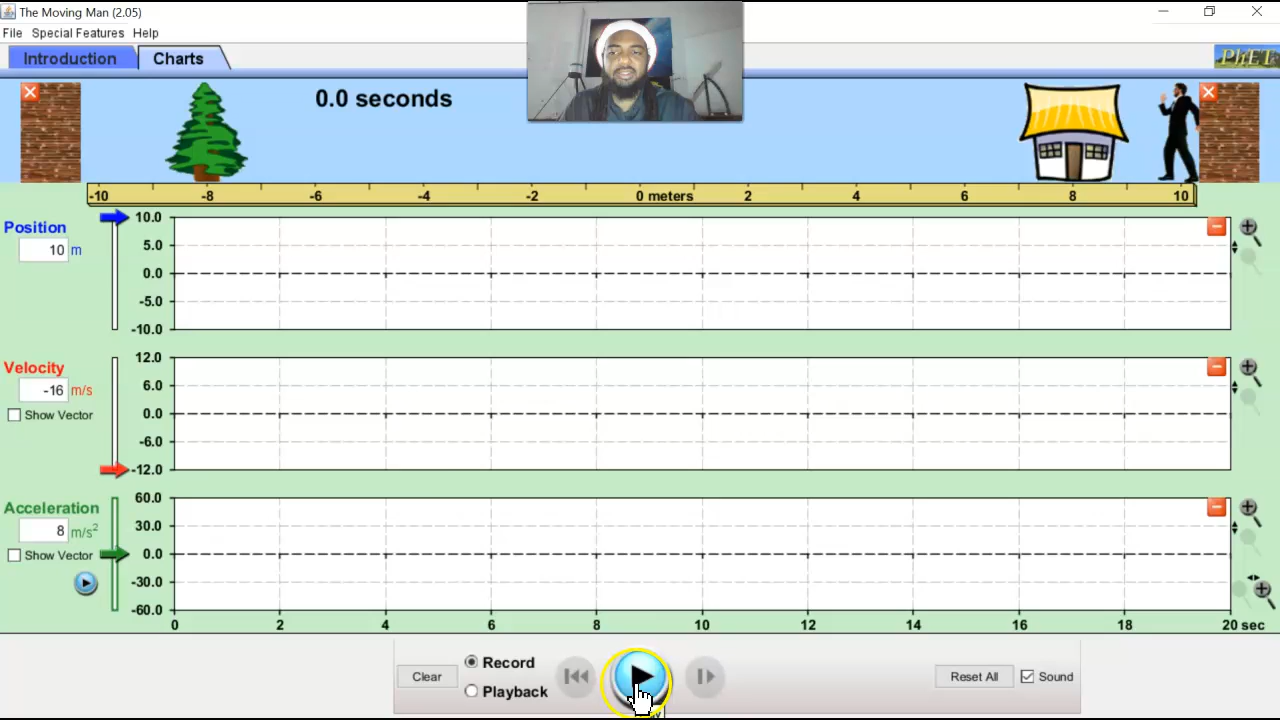 The Moving Man (2.05)
File Special Features Help
Introduction Charts
PhET
0.0 seconds
-10 -8 -6 -4 -2 0 meters 2 4 6 8 10
Position
10 m
10.0
5.0
0.0
-5.0
-10.0
Velocity
-16 m/s
Show Vector
12.0
6.0
0.0
-6.0
-12.0
Acceleration
8 m/s²
Show Vector
60.0
30.0
0.0
-30.0
-60.0
0 2 4 6 8 10 12 14 16 18 20 sec
Clear
Record
Playback
Reset All
Sound